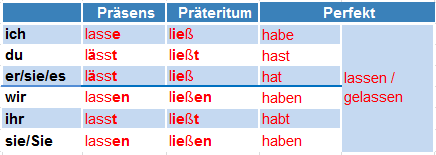 Präsens Präteritum Perfekt
ich lasse ließ habe
du lässt ließt hast
er/sie/es lässt ließ hat lassen /
wir lassen ließen haben gelassen
ihr lasst ließt habt
sie/Sie lassen ließen haben